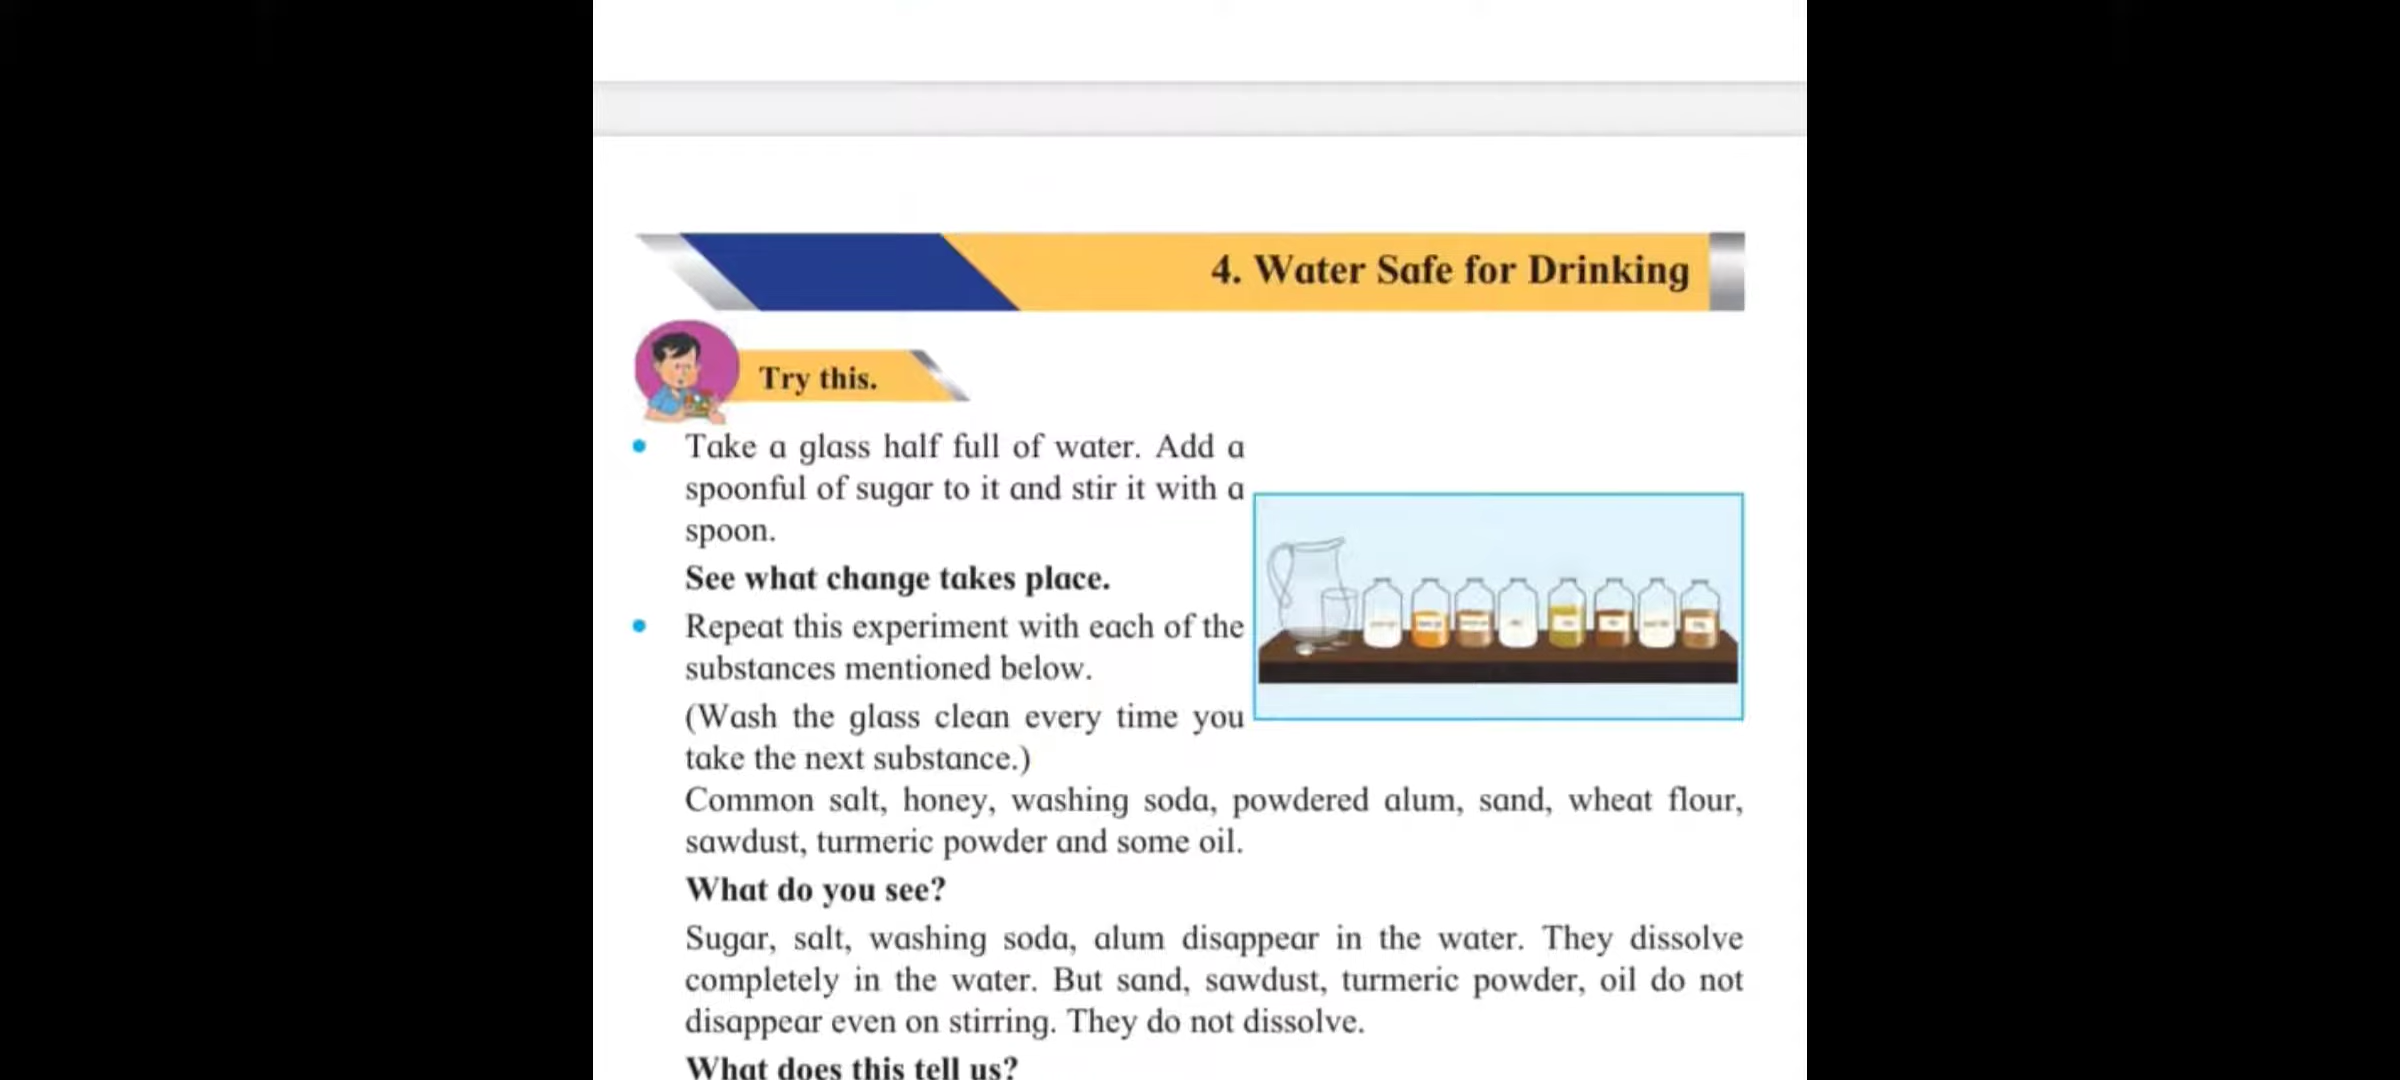 4. Water Safe for Drinking
Try this.
• Take a glass half full of water. Add a
spoonful of sugar to it and stir it with a
spoon.
See what change takes place.
• Repeat this experiment with each of the
substances mentioned below.
(Wash the glass clean every time you
take the next substance.)
Common salt, honey, washing soda, powdered alum, sand, wheat flour,
sawdust, turmeric powder and some oil.
What do you see?
Sugar, salt, washing soda, alum disappear in the water. They dissolve
completely in the water. But sand, sawdust, turmeric powder, oil do not
disappear even on stirring. They do not dissolve.
What does this tell us?